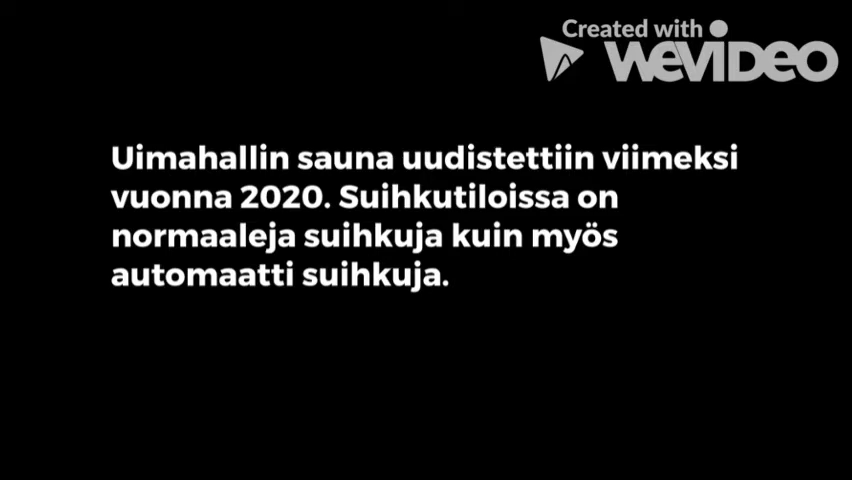 Created with
WEVIDEO
Uimahallin sauna uudistettiin viimeksi
vuonna 2020. Suihkutiloissa on
normaaleja suihkuja kuin myös
automaatti suihkuja.